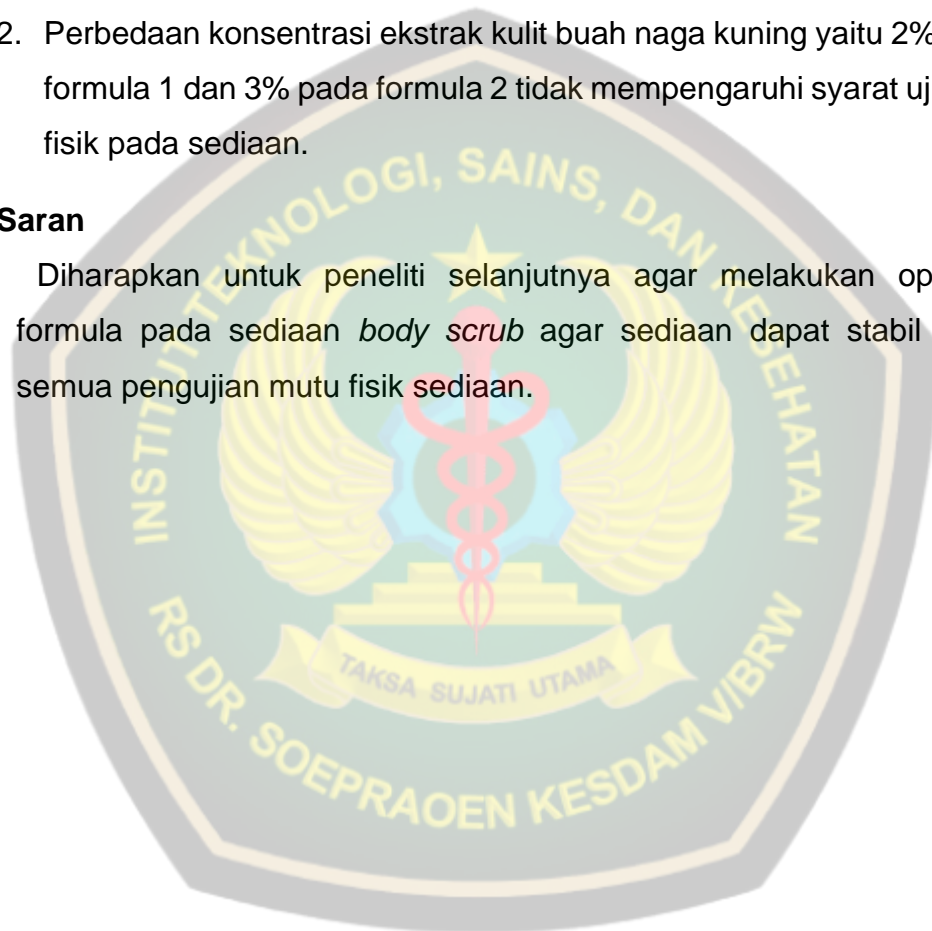 2. Perbedaan konsentrasi ekstrak kulit buah naga kuning yaitu 2%
formula 1 dan 3% pada formula 2 tidak mempengaruhi syarat uj
fisik pada sediaan.
Saran
Diharapkan untuk peneliti selanjutnya agar melakukan op
formula pada sediaan body scrub agar sediaan dapat stabil
semua pengujian mutu fisik sediaan.
INSTITUT TEKNOLOGI, SAINS, DAN KESEHATAN
TAKSA SUJATI UTAMA
RS DR. SOEPRAOEN KESDAM V/BRW